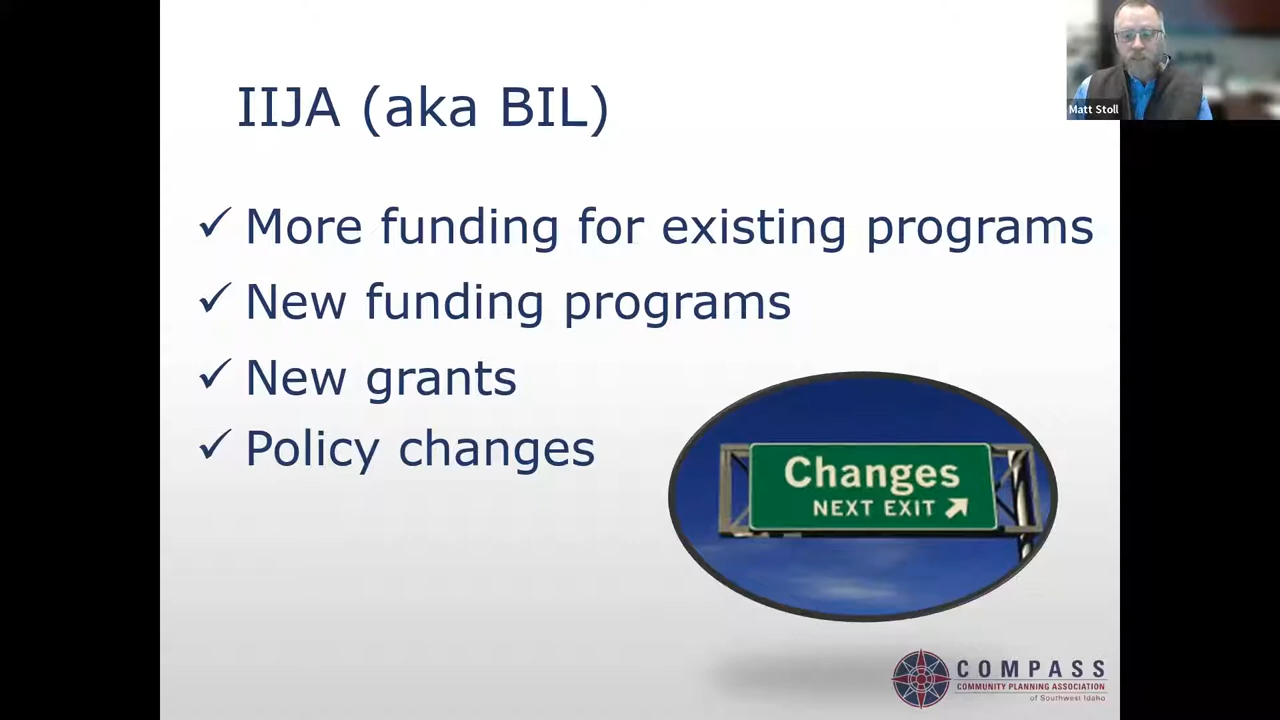 IIJA (aka BIL)
Matt Stoll
✓ More funding for existing programs
✓ New funding programs
✓ New grants
✓ Policy changes
Changes
NEXT EXIT ↗
COMPASS
COMMUNITY PLANNING ASSOCIATION
of Southwest Idaho